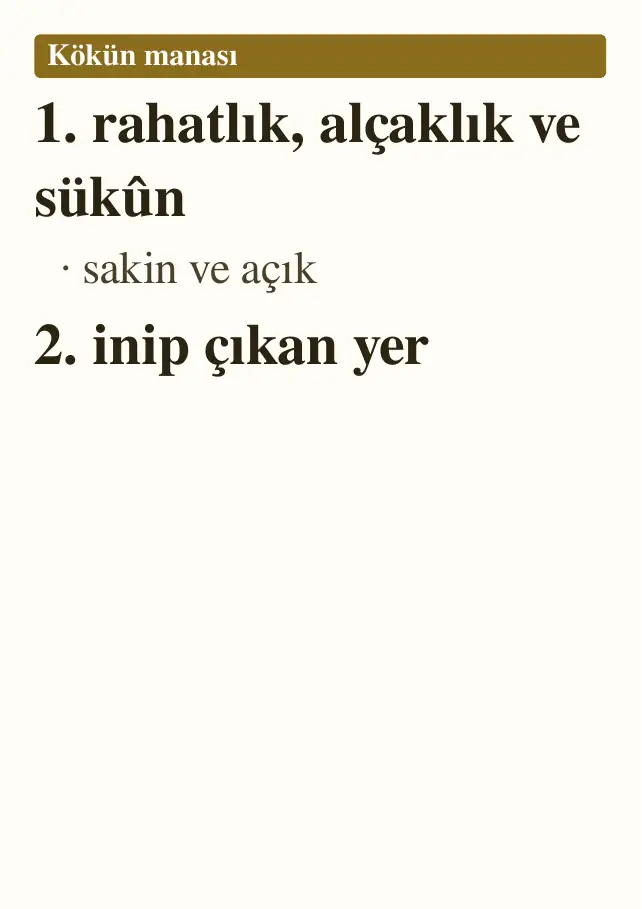 Kökün manası
1. rahatlık, alçaklık ve
sükûn
· sakin ve açık
2. inip çıkan yer